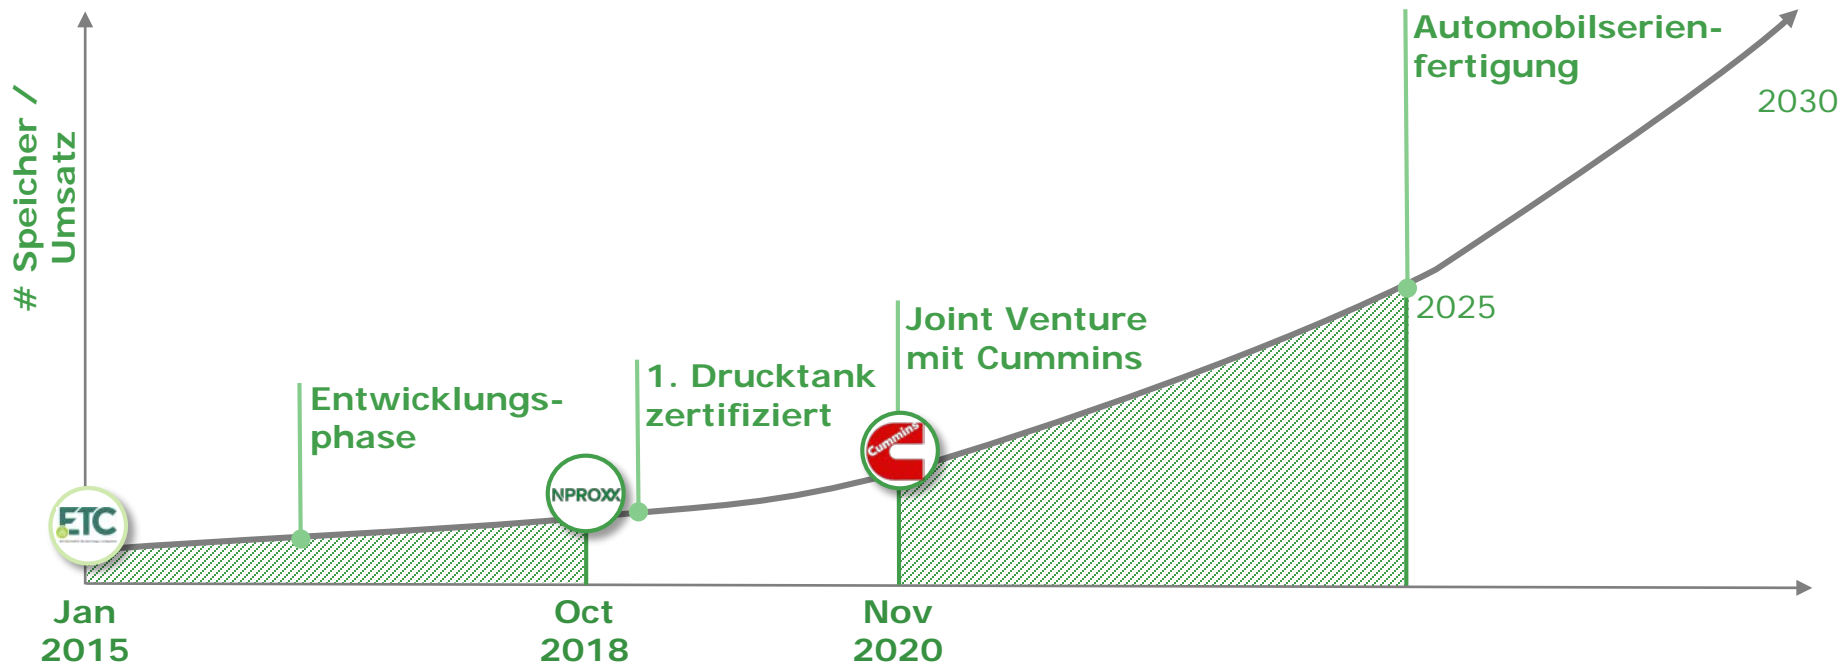 # Speicher /
Umsatz
Automobilserien-
fertigung
2030
2025
Joint Venture
mit Cummins
1. Drucktank
zertifiziert
Entwicklungs-
phase
Cummins
NPROXX
ETC
Jan
2015
Oct
2018
Nov
2020